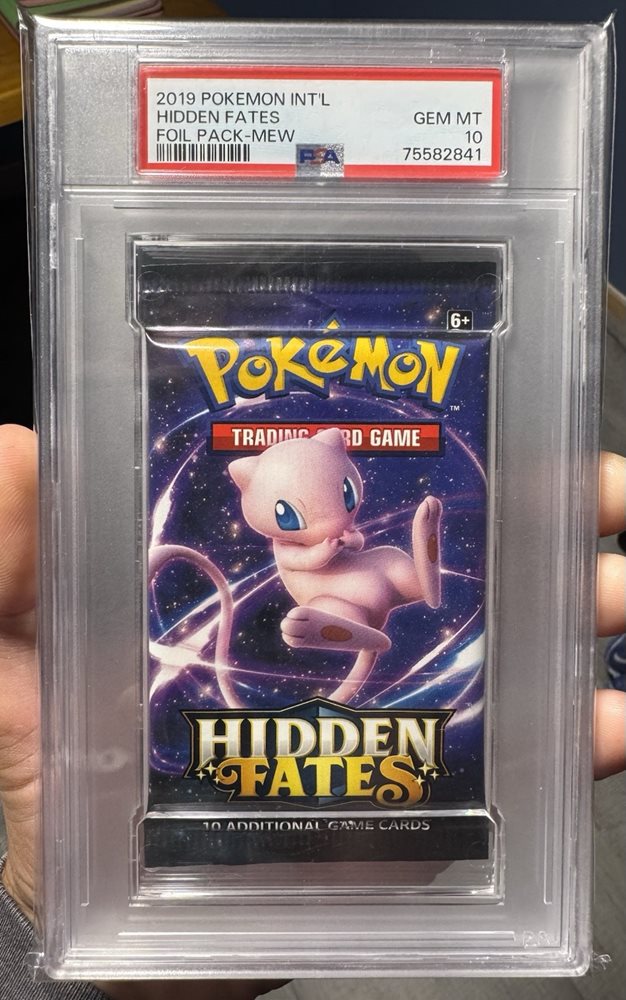 2019 POKEMON INT'L
HIDDEN FATES GEM MT
FOIL PACK-MEW 10
PSA 75582841
6+
POKÉMON
TM
TRADING CARD GAME
HIDDEN
FATES
10 ADDITIONAL GAME CARDS